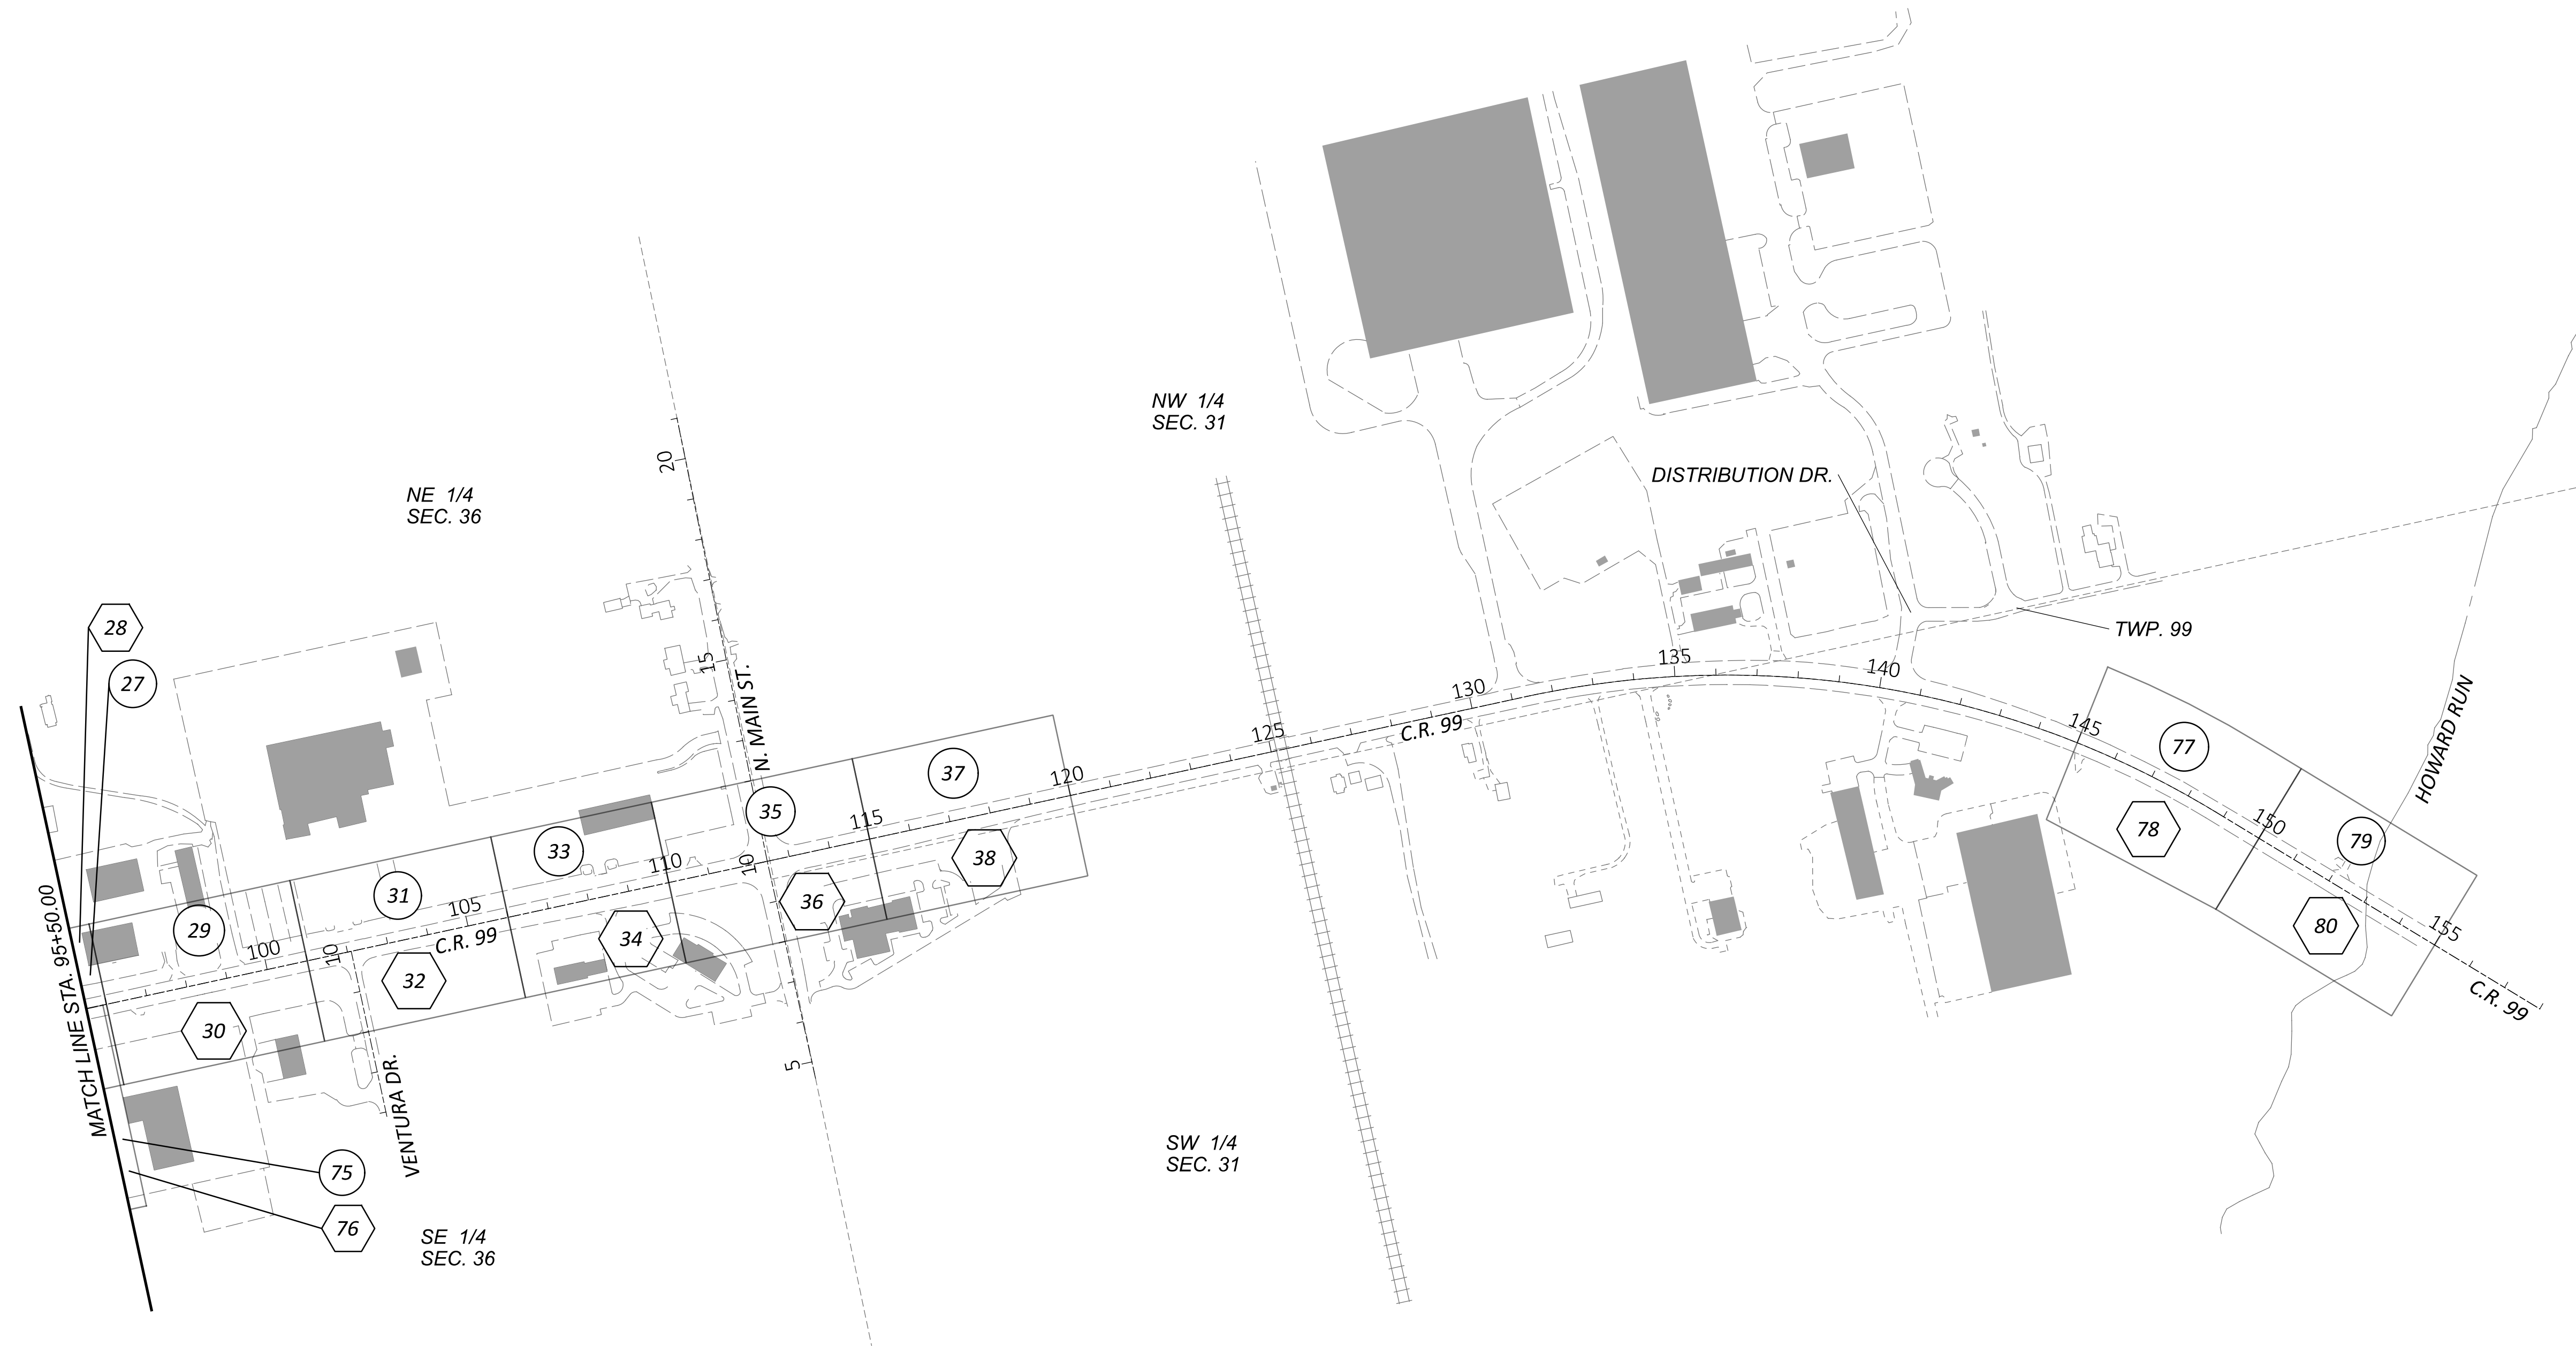 NW 1/4
SEC. 31
DISTRIBUTION DR.
20
NE 1/4
SEC. 36
28
27
15
N. MAIN ST.
TWP. 99
135
140
130
C.R. 99
125
145
77
HOWARD RUN
37
120
35
115
78
150
79
33
110
10
38
31
105
C.R. 99
36
34
29
100
10
32
80
155
C.R. 99
30
MATCH LINE STA. 95+50.00
5
VENTURA DR.
75
76
SW 1/4
SEC. 31
SE 1/4
SEC. 36